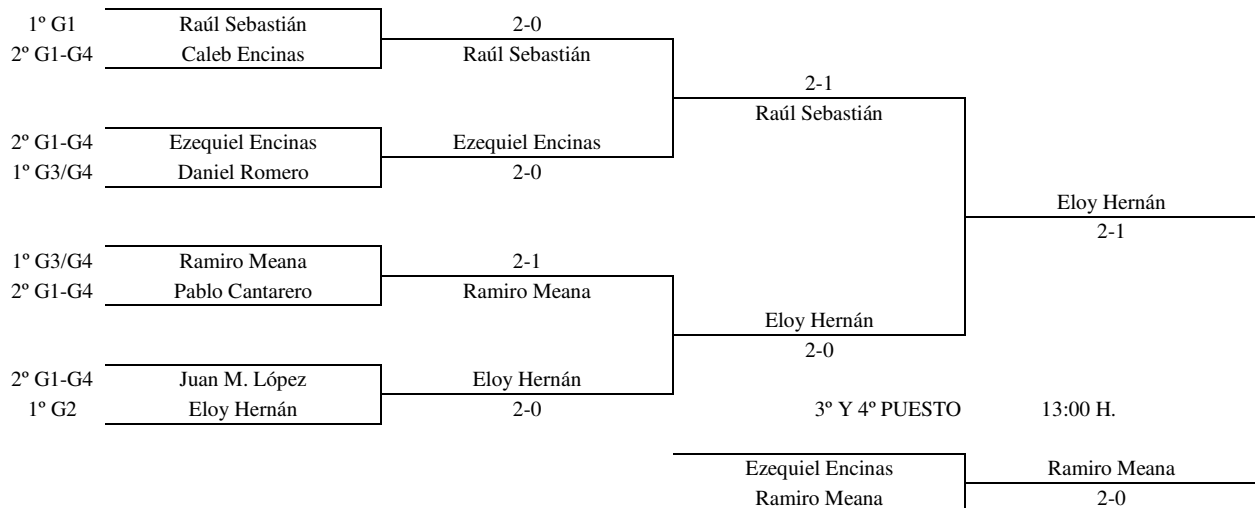 1º G1 Raúl Sebastián 2-0
2º G1-G4 Caleb Encinas Raúl Sebastián
2-1
Raúl Sebastián
2º G1-G4 Ezequiel Encinas Ezequiel Encinas
1º G3/G4 Daniel Romero 2-0
Eloy Hernán
2-1
1º G3/G4 Ramiro Meana 2-1
2º G1-G4 Pablo Cantarero Ramiro Meana
Eloy Hernán
2-0
2º G1-G4 Juan M. López Eloy Hernán
1º G2 Eloy Hernán 2-0 3º Y 4º PUESTO 13:00 H.
Ezequiel Encinas Ramiro Meana
Ramiro Meana 2-0